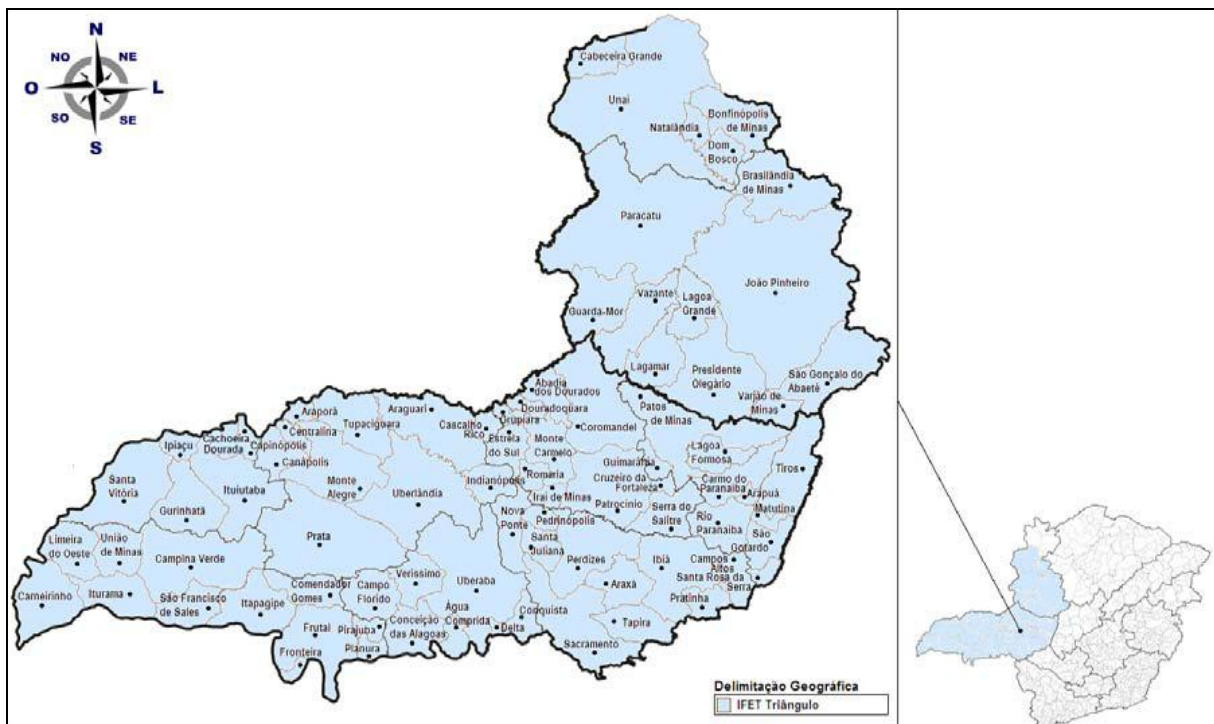 N
NO
NE
O
L
SO
SE
S
Cabeceira Grande
Unaí
Bonfinópolis
de Minas
Natalândia
Dom
Bosco
Brasilândia
de Minas
Paracatu
João Pinheiro
Vazante
Lagoa
Grande
Guarda-Mor
Lagamar
Presidente
Olegário
São Gonçalo do
Abaeté
Varjão de
Minas
Abadia
dos Dourados
Douradoquara
Patos
de Minas
Araporá
Araguari
Grupiara
Tupaciguara
Cascalho
Rico
Coromandel
Centralina
Estrela
do Sul
Monte
Carmelo
Lagoa
Formosa
Cachoeira
Dourada
Capinópolis
Ipiaçu
Canápolis
Guimarânia
Tiros
Romaria
Cruzeiro da
Fortaleza
Carmo do
Paranaíba
Arapuá
Santa
Vitória
Ituiutaba
Monte
Alegre
Uberlândia
Indianópolis
Iraí de Minas
Patrocínio
Serra do
Salitre
Matutina
Gurinhatã
Nova
Ponte
Pedrinópolis
Rio
Paranaíba
São
Gotardo
Limeira
do Oeste
União
de Minas
Prata
Santa
Juliana
Perdizes
Ibiá
Campos
Altos
Campina Verde
Santa Rosa da
Serra
Carneirinho
Iturama
São Francisco
de Sales
Itapagipe
Comendador
Gomes
Campo
Florido
Veríssimo
Uberaba
Araxá
Pratinha
Frutal
Pirajuba
Conceição
das Alagoas
Água
Comprida
Delta
Conquista
Tapira
Fronteira
Planura
Sacramento
Delimitação Geográfica
IFET Triângulo